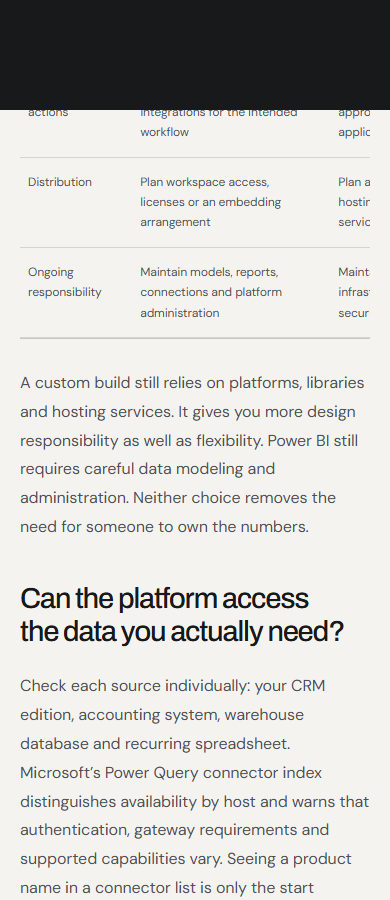 actions
integrations for the intended
workflow
appro
applic
Distribution
Plan workspace access,
licenses or an embedding
arrangement
Plan a
hostin
servic
Ongoing
responsibility
Maintain models, reports,
connections and platform
administration
Maint
infras
secur
A custom build still relies on platforms, libraries
and hosting services. It gives you more design
responsibility as well as flexibility. Power BI still
requires careful data modeling and
administration. Neither choice removes the
need for someone to own the numbers.
Can the platform access
the data you actually need?
Check each source individually: your CRM
edition, accounting system, warehouse
database and recurring spreadsheet.
Microsoft’s Power Query connector index
distinguishes availability by host and warns that
authentication, gateway requirements and
supported capabilities vary. Seeing a product
name in a connector list is only the start